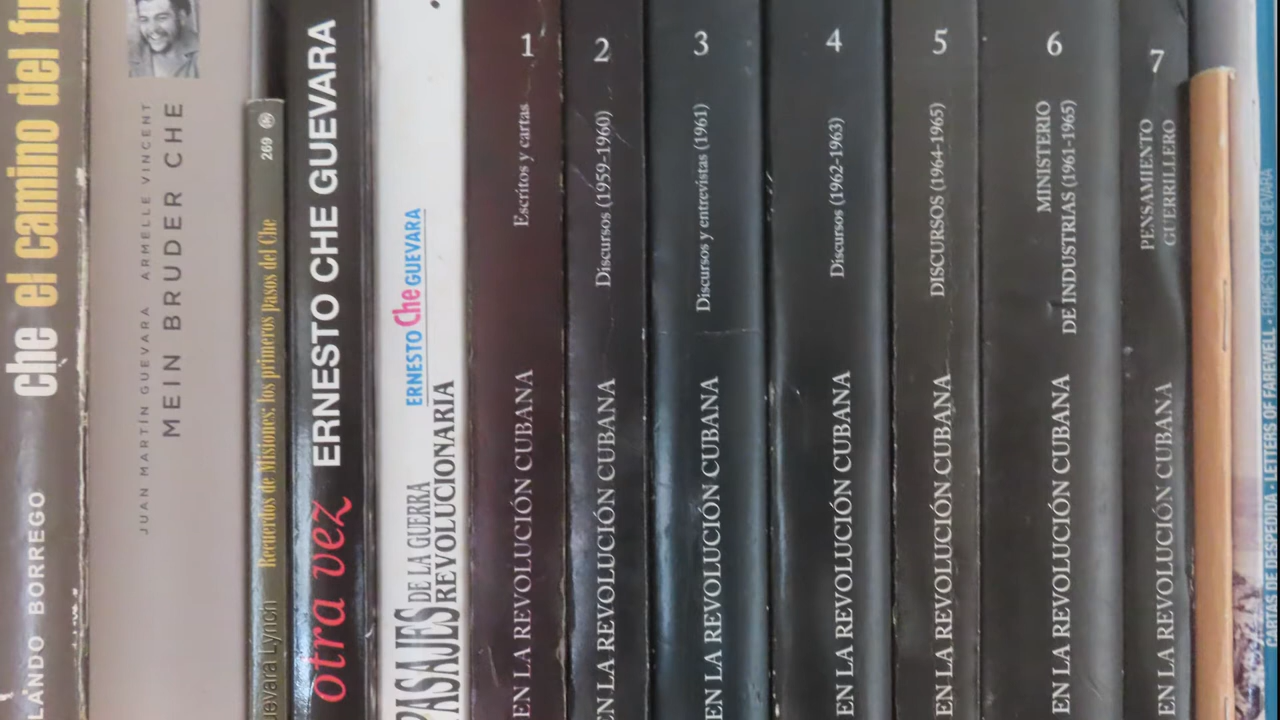 che el camino del fu
LANDO BORREGO
JUAN MARTÍN GUEVARA ARMELLE VINCENT
MEIN BRUDER CHE
269
uevara Lynch Recuerdos de Misiones: los primeros pasos del Che
otra vez ERNESTO CHE GUEVARA
ERNESTO Che GUEVARA
PASAJES DE LA GUERRA
REVOLUCIONARIA
1
EN LA REVOLUCIÓN CUBANA Escritos y cartas
2
EN LA REVOLUCIÓN CUBANA Discursos (1959-1960)
3
EN LA REVOLUCIÓN CUBANA Discursos y entrevistas (1961)
4
EN LA REVOLUCIÓN CUBANA Discursos (1962-1963)
5
EN LA REVOLUCIÓN CUBANA DISCURSOS (1964-1965)
6
EN LA REVOLUCIÓN CUBANA
MINISTERIO
DE INDUSTRIAS (1961-1965)
7
EN LA REVOLUCIÓN CUBANA
PENSAMIENTO
GUERRILLERO
CARTAS DE DESPEDIDA · LETTERS OF FAREWELL · ERNESTO CHE GUEVARA